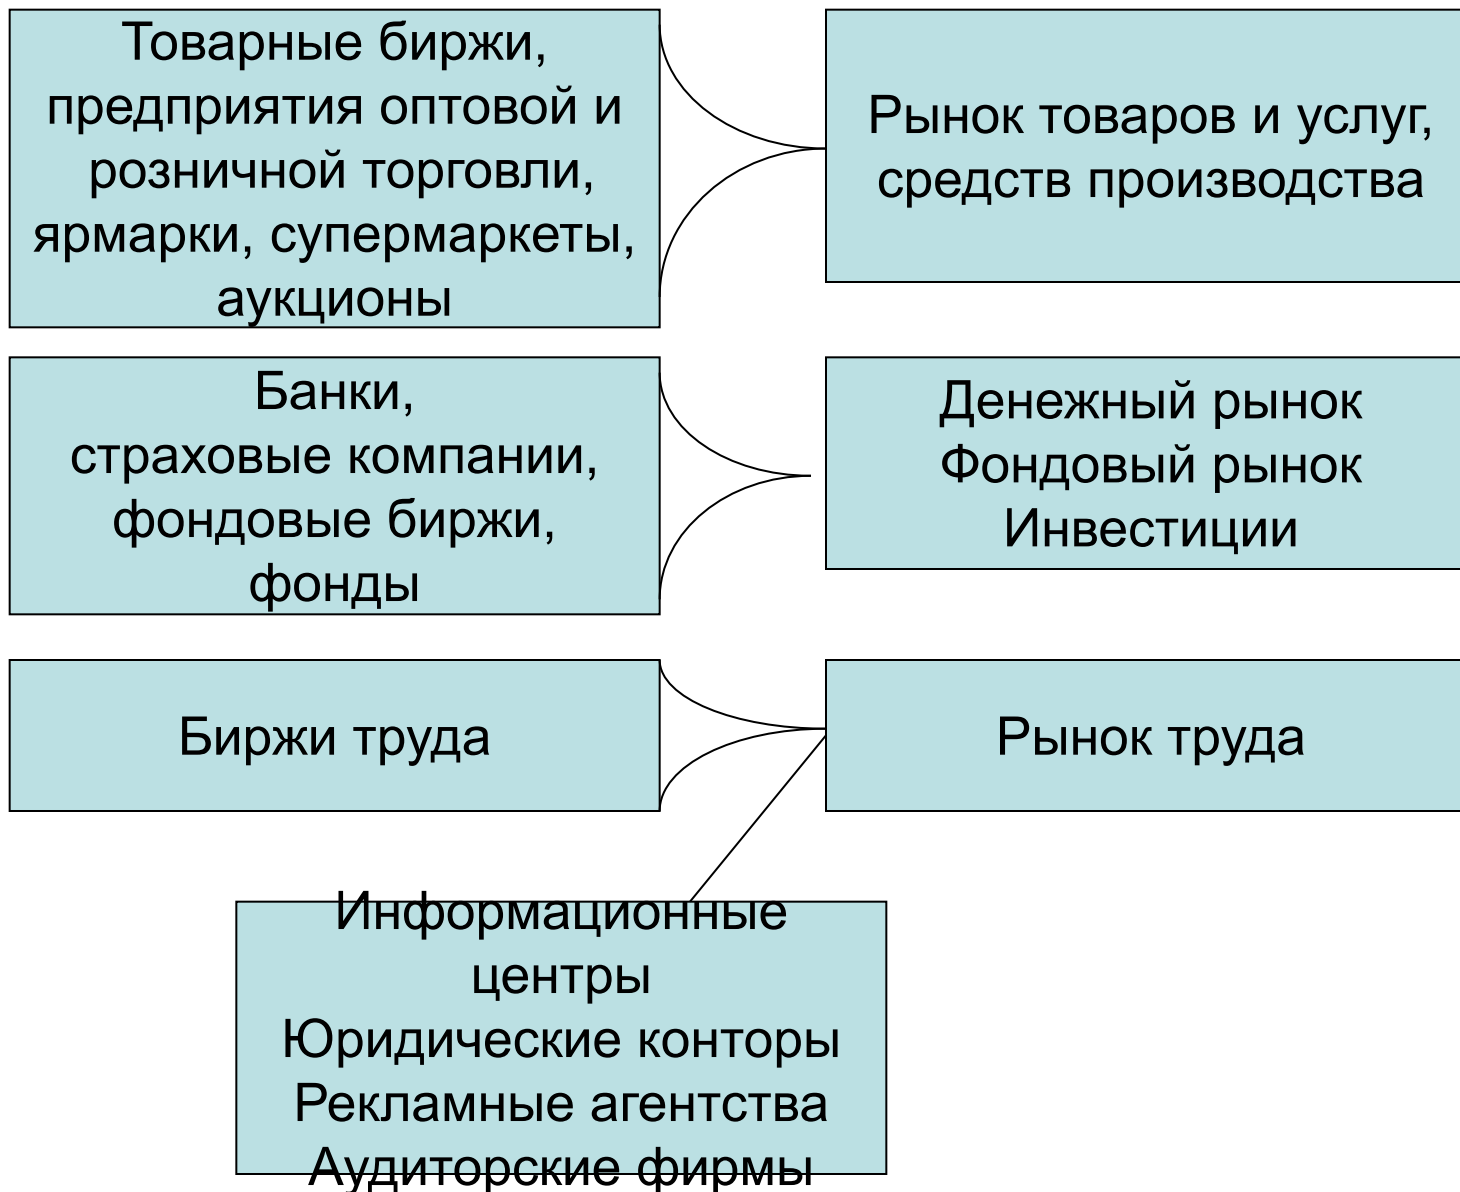 Товарные биржи,
предприятия оптовой и
розничной торговли,
ярмарки, супермаркеты,
аукционы
Рынок товаров и услуг,
средств производства
Банки,
страховые компании,
фондовые биржи,
фонды
Денежный рынок
Фондовый рынок
Инвестиции
Биржи труда
Рынок труда
Информационные
центры
Юридические конторы
Рекламные агентства
Аудиторские фирмы